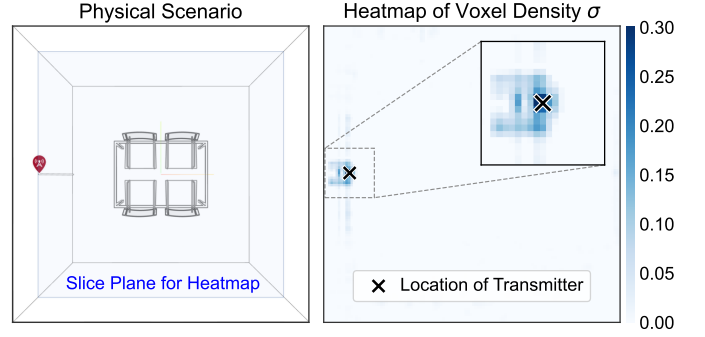 Physical Scenario
Heatmap of Voxel Density σ
Slice Plane for Heatmap
Location of Transmitter
0.30
0.25
0.20
0.15
0.10
0.05
0.00